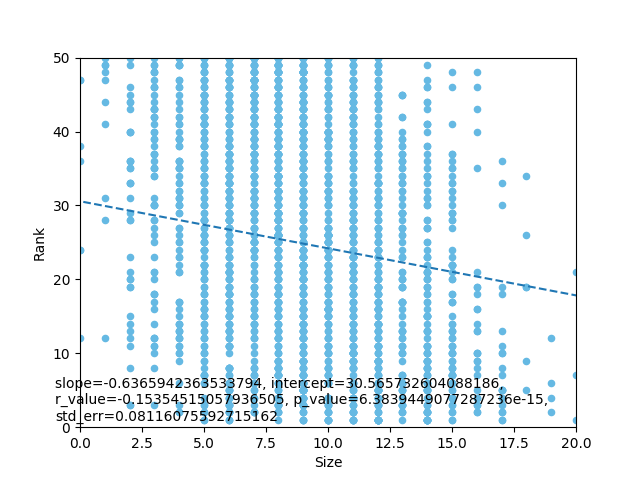 50
40
30
20
10
0
Rank
slope=-0.6365942363533794, intercept=30.565732604088186,
r_value=-0.15354515057936505, p_value=6.38394490772872​36e-15,
std_err=0.08116075592715162
0.0 2.5 5.0 7.5 10.0 12.5 15.0 17.5 20.0
Size